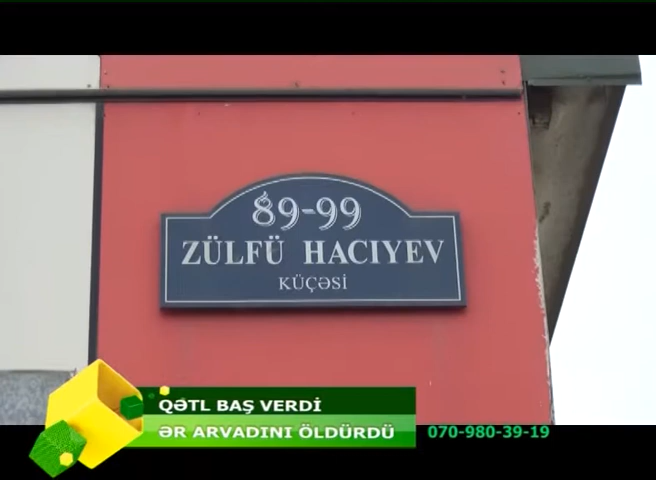 89-99
ZÜLFÜ HACIYEV
KÜÇƏSİ
QƏTL BAŞ VERDİ
ƏR ARVADINI ÖLDÜRDÜ
070-980-39-19